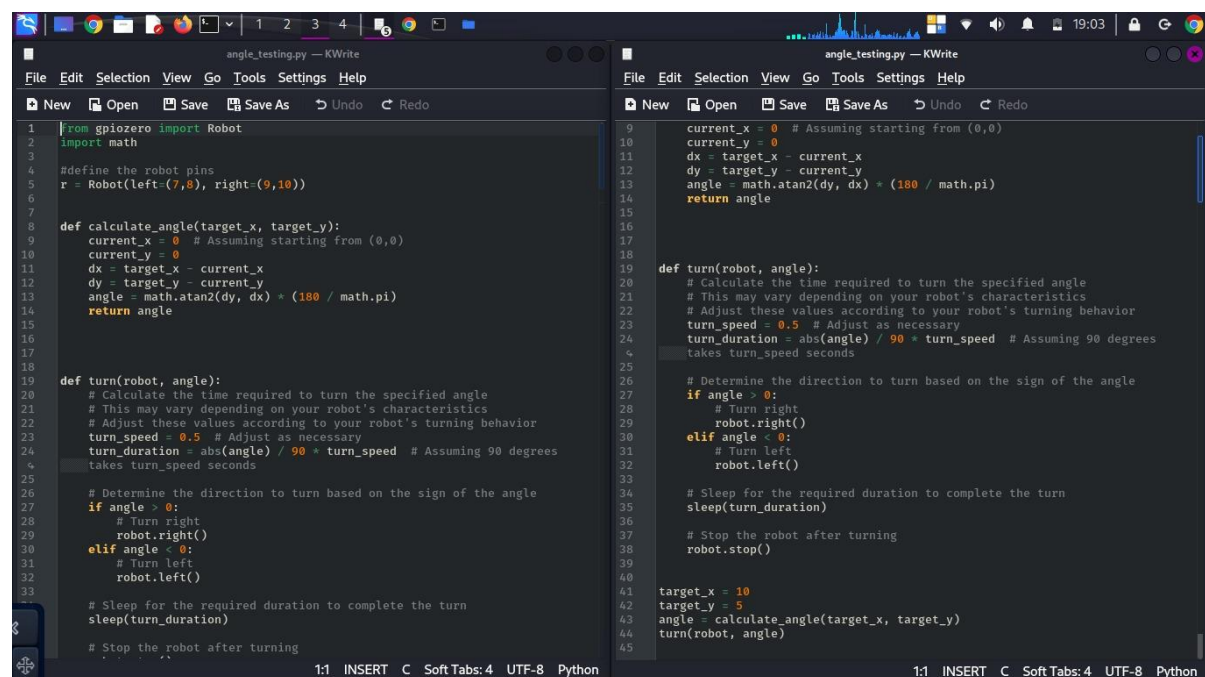 1 2 3 4 5 19:03
angle_testing.py — KWrite
File Edit Selection View Go Tools Settings Help
New Open Save Save As Undo Redo
1 from gpiozero import Robot
2 import math
3
4 #define the robot pins
5 r = Robot(left=(7,8), right=(9,10))
6
7
8 def calculate_angle(target_x, target_y):
9     current_x = 0  # Assuming starting from (0,0)
10     current_y = 0
11     dx = target_x - current_x
12     dy = target_y - current_y
13     angle = math.atan2(dy, dx) * (180 / math.pi)
14     return angle
15
16
17
18
19 def turn(robot, angle):
20     # Calculate the time required to turn the specified angle
21     # This may vary depending on your robot's characteristics
22     # Adjust these values according to your robot's turning behavior
23     turn_speed = 0.5  # Adjust as necessary
24     turn_duration = abs(angle) / 90 * turn_speed  # Assuming 90 degrees
takes turn_speed seconds
25
26     # Determine the direction to turn based on the sign of the angle
27     if angle > 0:
28         # Turn right
29         robot.right()
30     elif angle < 0:
31         # Turn left
32         robot.left()
33
# Sleep for the required duration to complete the turn
sleep(turn_duration)
# Stop the robot after turning
1:1 INSERT C Soft Tabs: 4 UTF-8 Python
angle_testing.py — KWrite
File Edit Selection View Go Tools Settings Help
New Open Save Save As Undo Redo
9     current_x = 0  # Assuming starting from (0,0)
10     current_y = 0
11     dx = target_x - current_x
12     dy = target_y - current_y
13     angle = math.atan2(dy, dx) * (180 / math.pi)
14     return angle
15
16
17
18
19 def turn(robot, angle):
20     # Calculate the time required to turn the specified angle
21     # This may vary depending on your robot's characteristics
22     # Adjust these values according to your robot's turning behavior
23     turn_speed = 0.5  # Adjust as necessary
24     turn_duration = abs(angle) / 90 * turn_speed  # Assuming 90 degrees
takes turn_speed seconds
25
26     # Determine the direction to turn based on the sign of the angle
27     if angle > 0:
28         # Turn right
29         robot.right()
30     elif angle < 0:
31         # Turn left
32         robot.left()
33
34     # Sleep for the required duration to complete the turn
35     sleep(turn_duration)
36
37     # Stop the robot after turning
38     robot.stop()
39
40
41 target_x = 10
42 target_y = 5
43 angle = calculate_angle(target_x, target_y)
44 turn(robot, angle)
45
1:1 INSERT C Soft Tabs: 4 UTF-8 Python